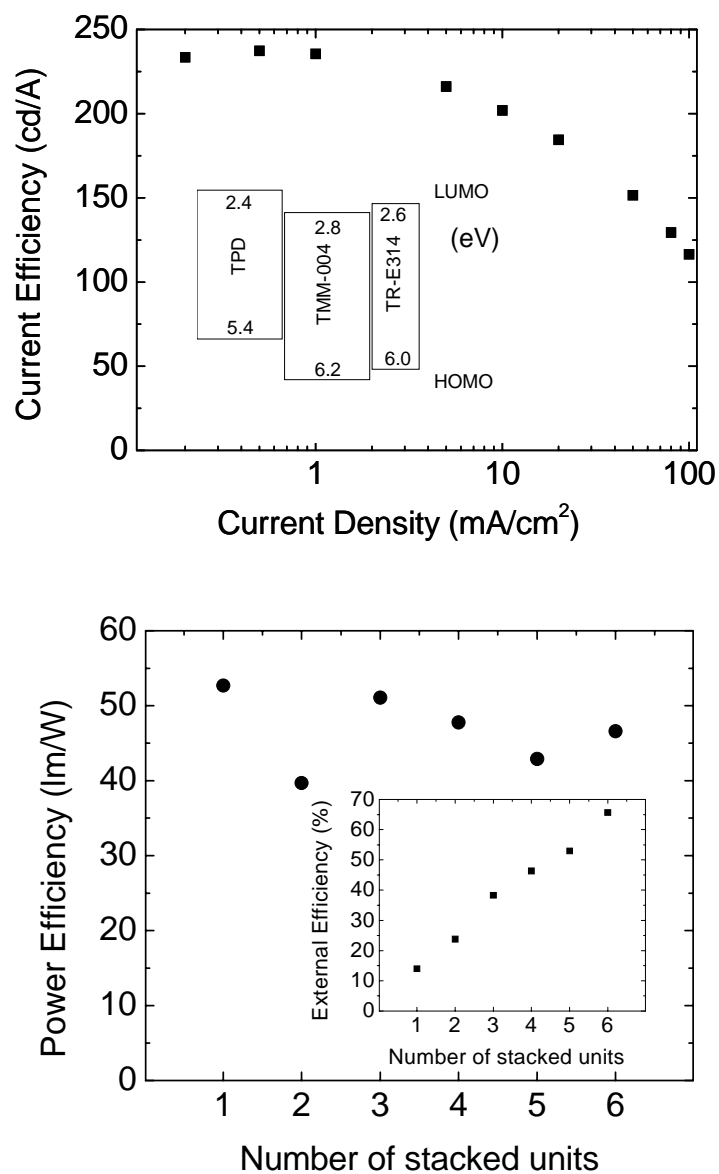 250
200
150
100
50
0
Current Efficiency (cd/A)
LUMO
2.4
2.6
2.8
(eV)
TPD
TMM-004
TR-E314
5.4
6.0
6.2
HOMO
1
10
100
Current Density (mA/cm²)
60
50
40
30
20
10
0
Power Efficiency (lm/W)
70
60
50
40
30
20
10
0
External Efficiency (%)
1 2 3 4 5 6
Number of stacked units
1 2 3 4 5 6
Number of stacked units